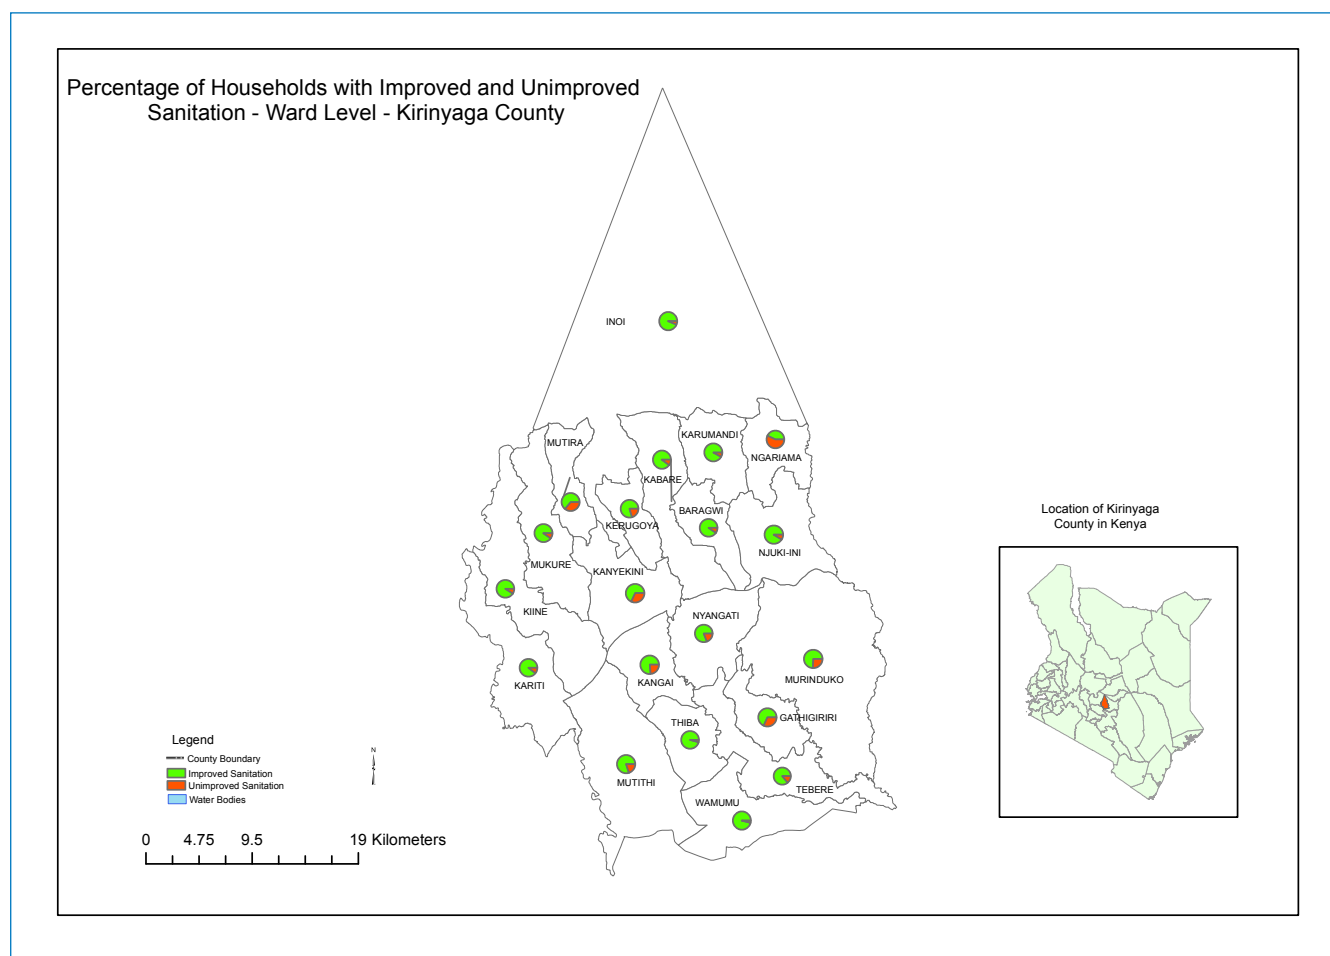 Percentage of Households with Improved and Unimproved
Sanitation - Ward Level - Kirinyaga County
INOI
MUTIRA
KARUMANDI
NGARIAMA
KABARE
BARAGWI
KERUGOYA
NJUKI-INI
MUKURE
KANYEKINI
KIINE
NYANGATI
KARITI
KANGAI
MURINDUKO
THIBA
GATHIGIRIRI
MUTITHI
TEBERE
WAMUMU
Location of Kirinyaga
County in Kenya
Legend
County Boundary
Improved Sanitation
Unimproved Sanitation
Water Bodies
N
0 4.75 9.5 19 Kilometers